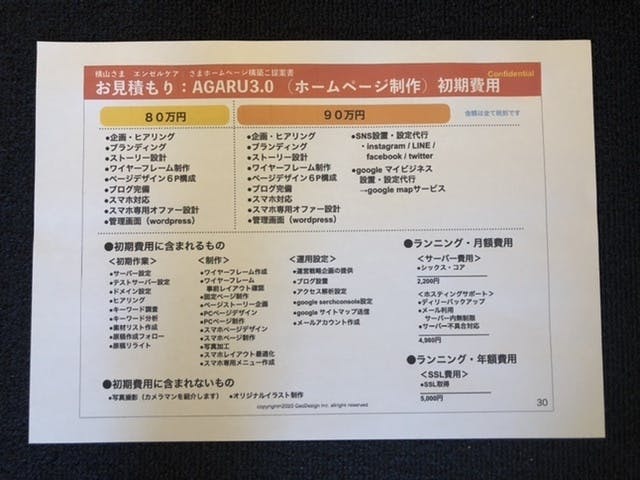 横山さま　エンゼルケア　さまホームページ構築ご提案書
Confidential
お見積もり：AGARU3.0 （ホームページ制作）初期費用
８０万円
９０万円
金額は全て税別です
●企画・ヒアリング
●ブランディング
●ストーリー設計
●ワイヤーフレーム制作
●ページデザイン６P構成
●ブログ完備
●スマホ対応
●スマホ専用オファー設計
●管理画面（wordpress）
●企画・ヒアリング
●ブランディング
●ストーリー設計
●ワイヤーフレーム制作
●ページデザイン６P構成
●ブログ完備
●スマホ対応
●スマホ専用オファー設計
●管理画面（wordpress）
●SNS設置・設定代行
・instagram / LINE /
facebook / twitter
●google マイビジネス
設置・設定代行
→google mapサービス
●初期費用に含まれるもの
＜初期作業＞
●サーバー設定
●テストサーバー設定
●ドメイン設定
●ヒアリング
●キーワード調査
●キーワード分析
●素材リスト作成
●原稿作成フォロー
●原稿リライト
＜制作＞
●ワイヤーフレーム作成
●ワイヤーフレーム
事前レイアウト確認
●固定ページ制作
●ページストーリー企画
●PCページデザイン
●PCページ制作
●スマホページデザイン
●スマホページ制作
●写真加工
●スマホレイアウト最適化
●スマホ専用メニュー作成
＜運用設定＞
●運営戦略企画の提供
●ブログ設置
●アクセス解析設定
●google serchconsole設定
●google サイトマップ送信
●メールアカウント作成
●ランニング・月額費用
＜サーバー費用＞
●シックス・コア
2,200円
＜ホスティングサポート＞
●ディリーバックアップ
●メール利用
サーバー内無制限
●サーバー不具合対応
4,980円
●ランニング・年額費用
＜SSL費用＞
●SSL取得
5,000円
●初期費用に含まれないもの
●写真撮影（カメラマンを紹介します）　●オリジナルイラスト制作
copyright©2020 GeoDesign Inc. allright reserved
30